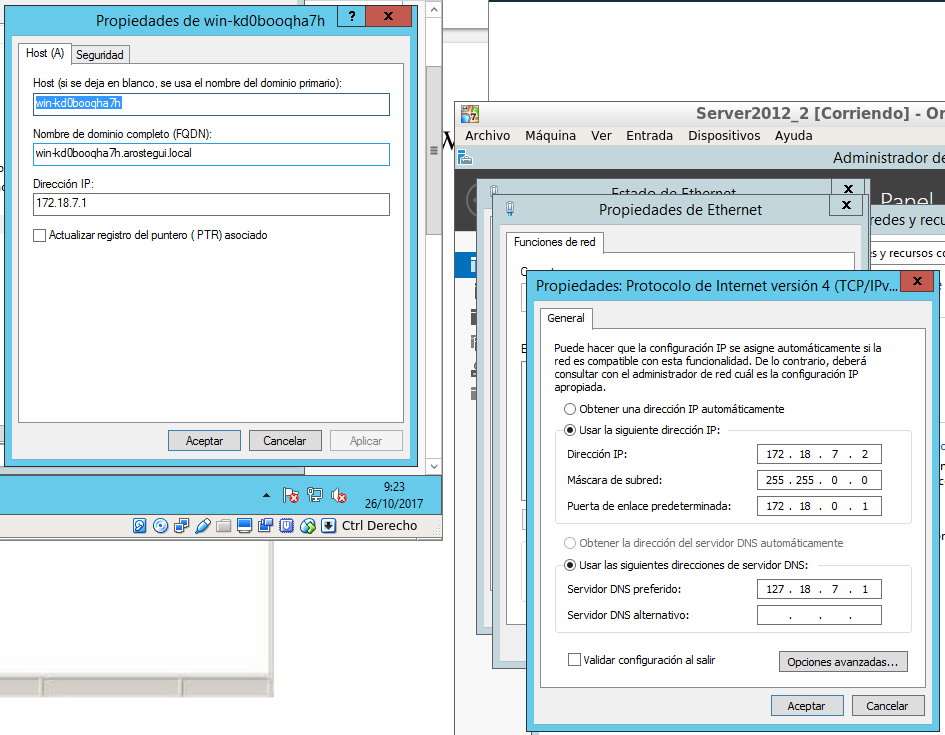 Propiedades de win-kd0booqha7h
?
x
Host (A)
Seguridad
Host (si se deja en blanco, se usa el nombre del dominio primario):
win-kd0booqha7h
Nombre de dominio completo (FQDN):
win-kd0booqha7h.arostegui.local
Dirección IP:
172.18.7.1
Actualizar registro del puntero ( PTR) asociado
Aceptar
Cancelar
Aplicar
9:23
26/10/2017
Ctrl Derecho
Server2012_2 [Corriendo] - Or
Archivo Máquina Ver Entrada Dispositivos Ayuda
Administrador de
Panel
Estado de Ethernet
x
redes y recu
Propiedades de Ethernet
x
Funciones de red
es y recursos co
Propiedades: Protocolo de Internet versión 4 (TCP/IPv...
x
General
Puede hacer que la configuración IP se asigne automáticamente si la
red es compatible con esta funcionalidad. De lo contrario, deberá
consultar con el administrador de red cuál es la configuración IP
apropiada.
Obtener una dirección IP automáticamente
Usar la siguiente dirección IP:
Dirección IP:
172 . 18 . 7 . 2
Máscara de subred:
255 . 255 . 0 . 0
Puerta de enlace predeterminada:
172 . 18 . 0 . 1
Obtener la dirección del servidor DNS automáticamente
Usar las siguientes direcciones de servidor DNS:
Servidor DNS preferido:
127 . 18 . 7 . 1
Servidor DNS alternativo:
. . .
Validar configuración al salir
Opciones avanzadas...
Aceptar
Cancelar